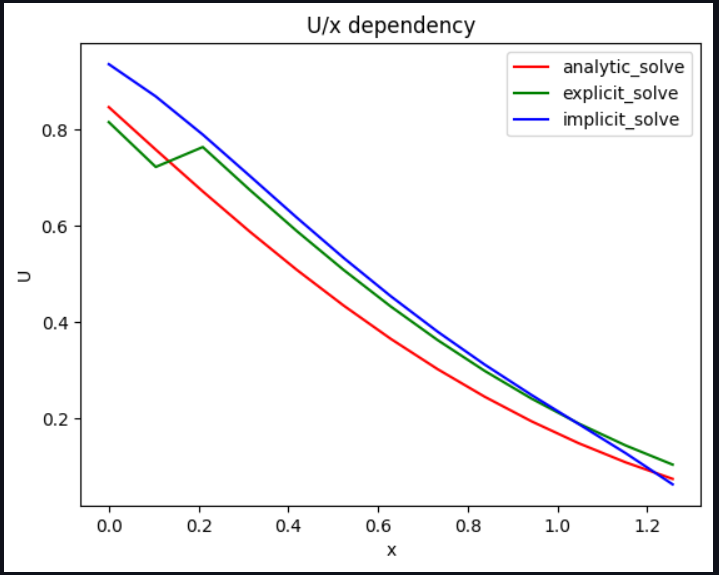 U/x dependency
analytic_solve
explicit_solve
implicit_solve
0.8
0.6
0.4
0.2
U
0.0 0.2 0.4 0.6 0.8 1.0 1.2
x